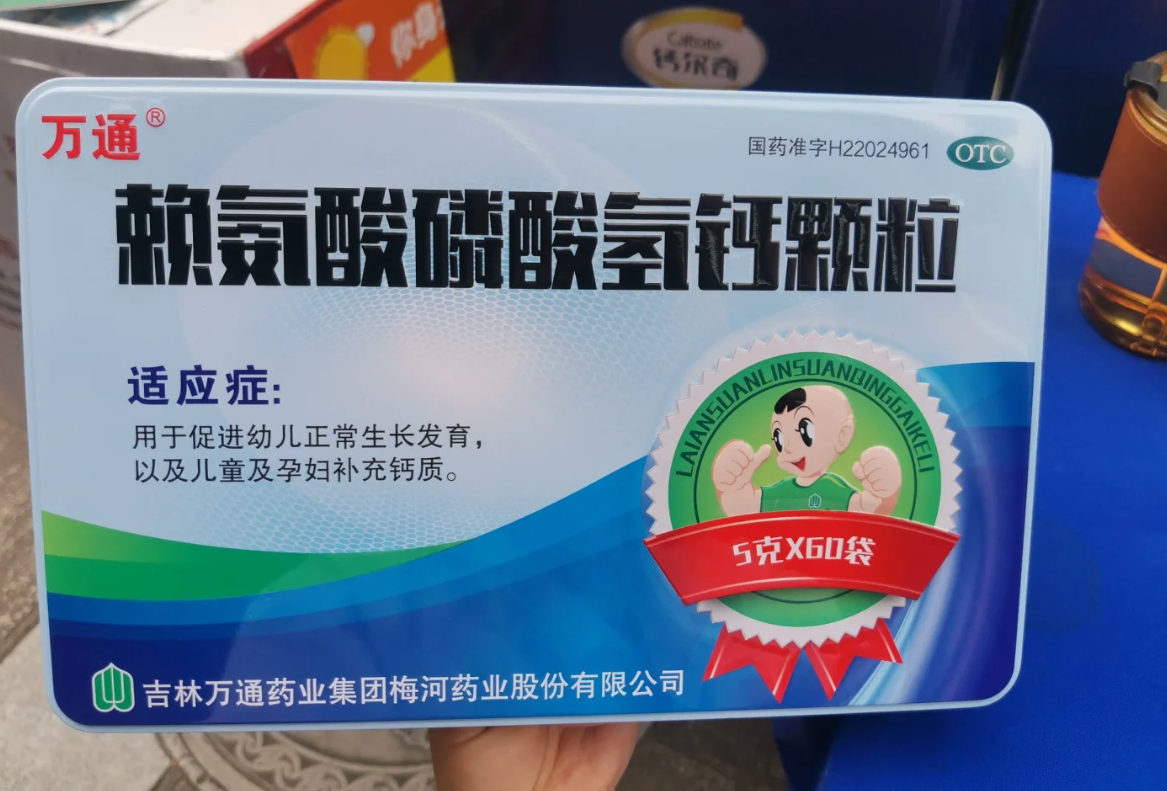 你身
Caltrate
钙尔奇
万通®
国药准字H22024961 OTC
赖氨酸磷酸氢钙颗粒
适应症:
用于促进幼儿正常生长发育,
以及儿童及孕妇补充钙质。
LAIANSUANLINSUANQINGGAIKELI
5克X60袋
吉林万通药业集团梅河药业股份有限公司